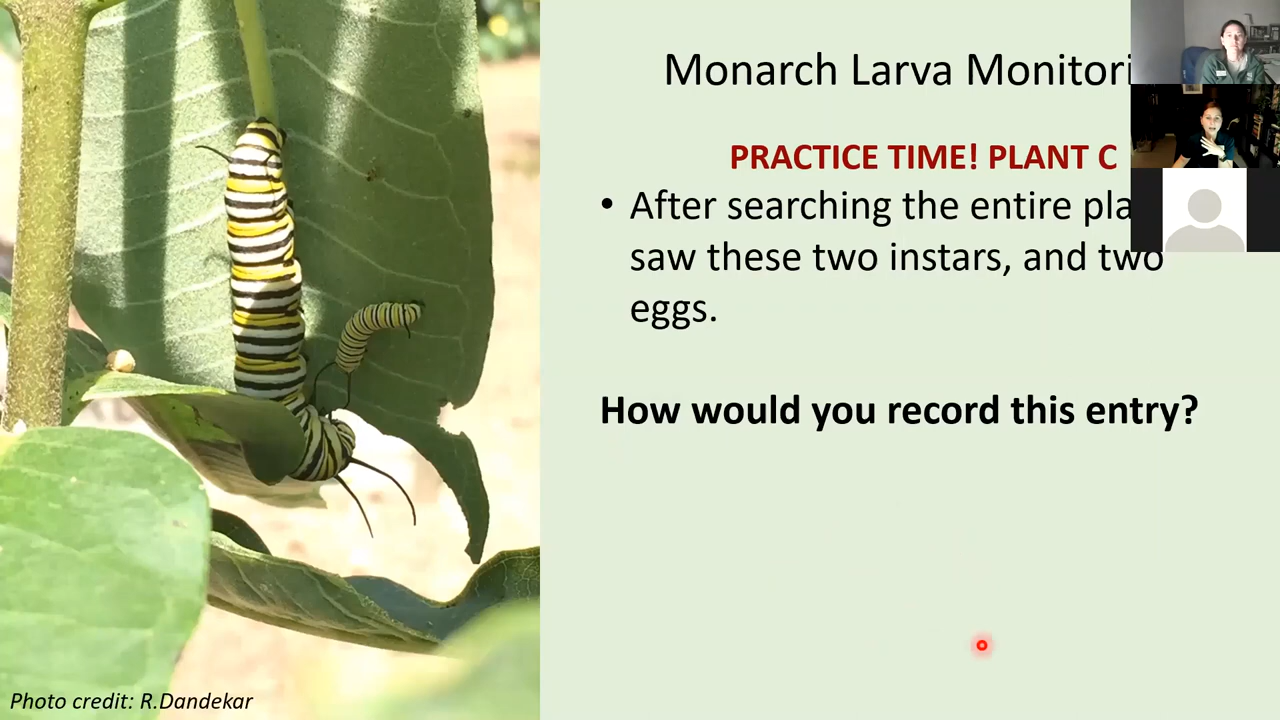 Monarch Larva Monitori
PRACTICE TIME! PLANT C
• After searching the entire pla
saw these two instars, and two
eggs.
How would you record this entry?
Photo credit: R.Dandekar